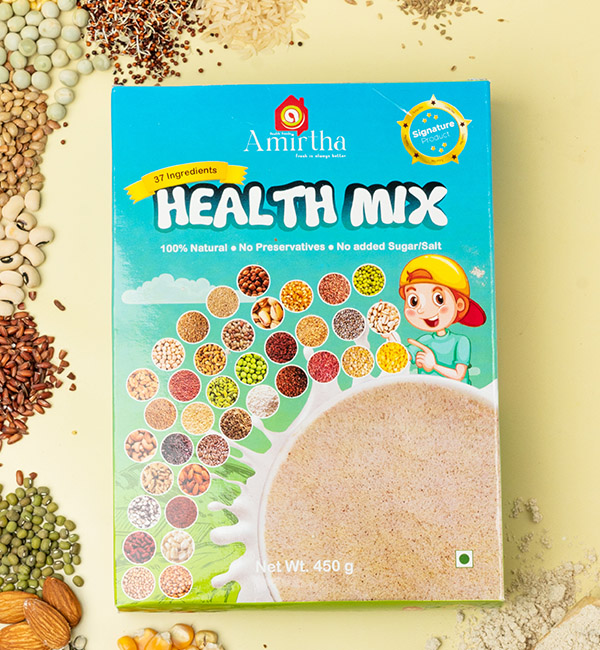 Amirtha
Fresh is always better
Signature
Product
37 Ingredients
HEALTH MIX
100% Natural ● No Preservatives ● No added Sugar/Salt
Net Wt. 450 g